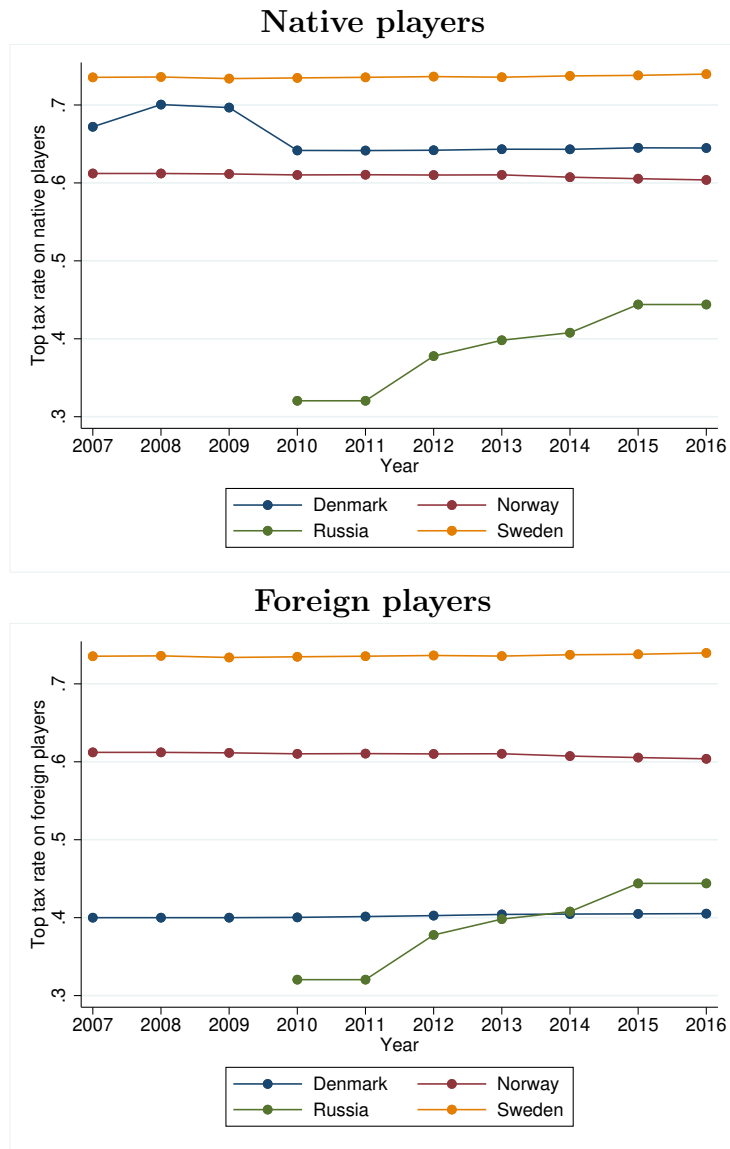 Native players
Top tax rate on native players
.7
.6
.5
.4
.3
2007 2008 2009 2010 2011 2012 2013 2014 2015 2016
Year
Denmark Norway
Russia Sweden
Foreign players
Top tax rate on foreign players
.7
.6
.5
.4
.3
2007 2008 2009 2010 2011 2012 2013 2014 2015 2016
Year
Denmark Norway
Russia Sweden